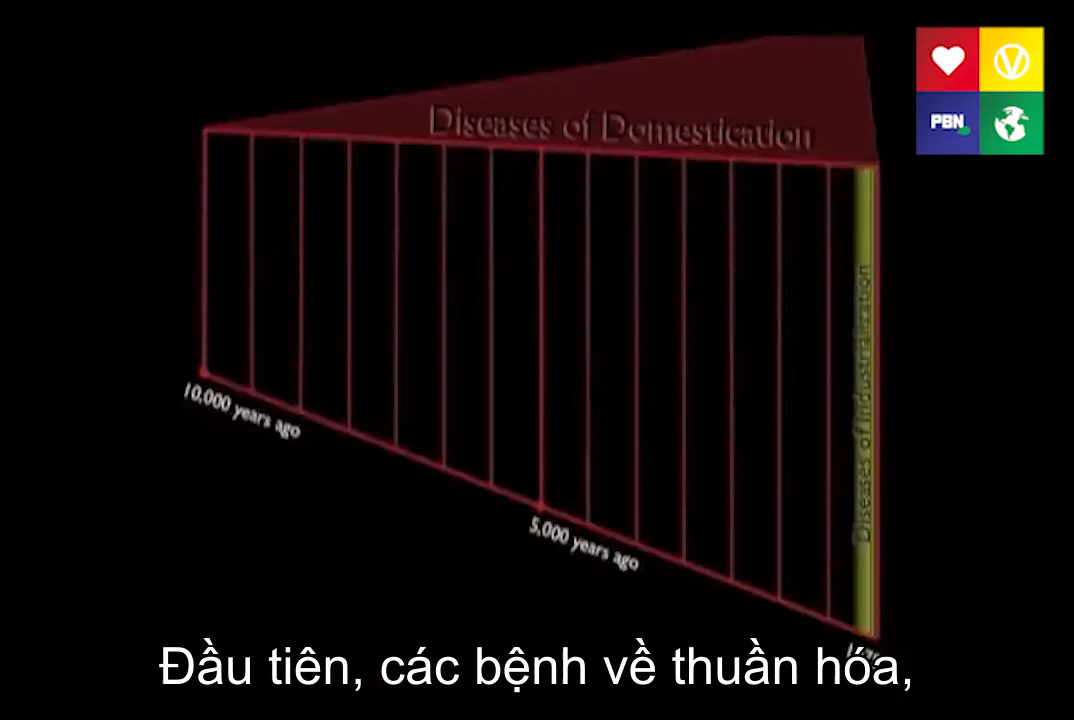 Diseases of Domestication
PBN
Diseases of Industrialization
10,000 years ago
5,000 years ago
Đầu tiên, các bệnh về thuần hóa,